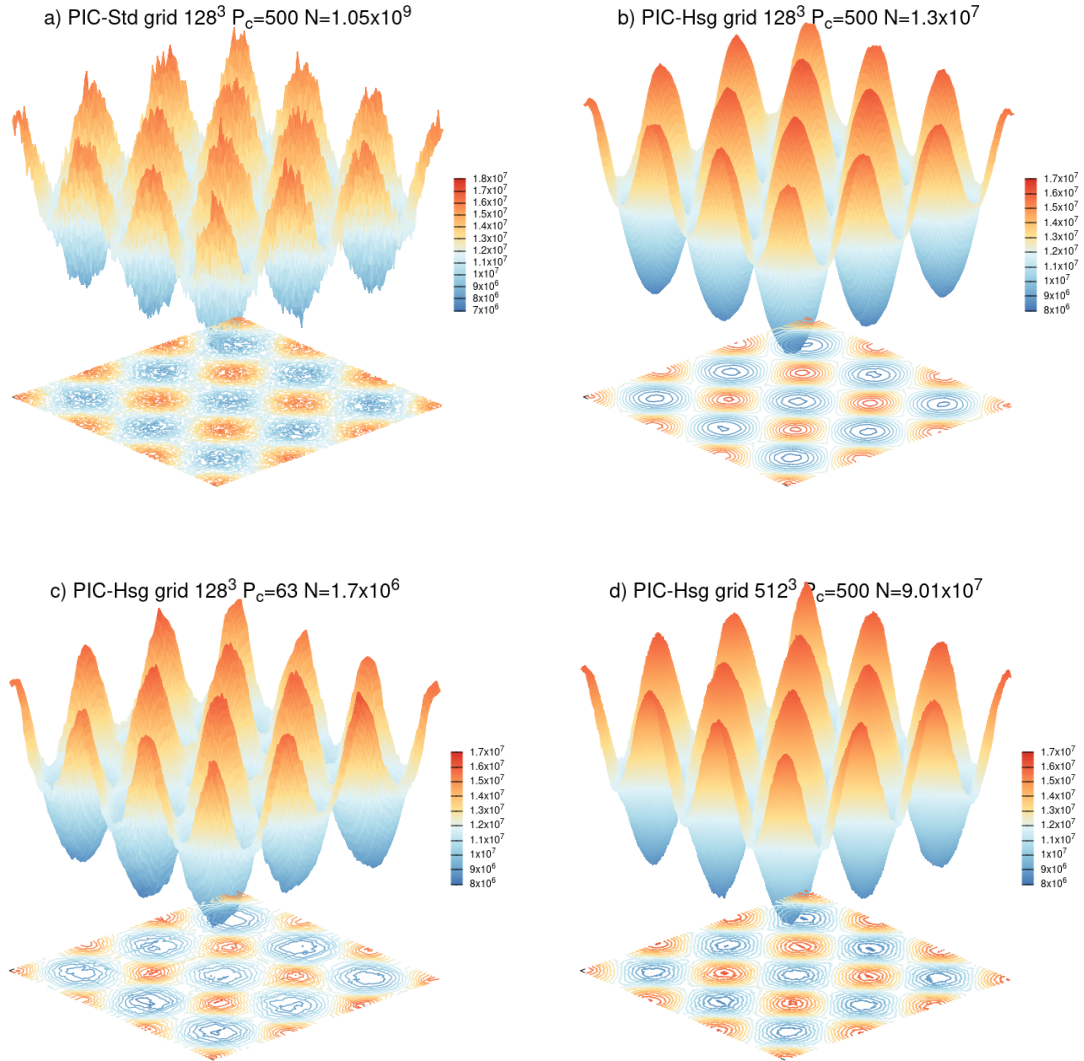 a) PIC-Std grid 128³ P_c=500 N=1.05x10⁹
1.8x10⁷
1.7x10⁷
1.6x10⁷
1.5x10⁷
1.4x10⁷
1.3x10⁷
1.2x10⁷
1.1x10⁷
1x10⁷
9x10⁶
8x10⁶
7x10⁶
b) PIC-Hsg grid 128³ P_c=500 N=1.3x10⁷
1.7x10⁷
1.6x10⁷
1.5x10⁷
1.4x10⁷
1.3x10⁷
1.2x10⁷
1.1x10⁷
1x10⁷
9x10⁶
8x10⁶
c) PIC-Hsg grid 128³ P_c=63 N=1.7x10⁶
1.7x10⁷
1.6x10⁷
1.5x10⁷
1.4x10⁷
1.3x10⁷
1.2x10⁷
1.1x10⁷
1x10⁷
9x10⁶
8x10⁶
d) PIC-Hsg grid 512³ P_c=500 N=9.01x10⁷
1.7x10⁷
1.6x10⁷
1.5x10⁷
1.4x10⁷
1.3x10⁷
1.2x10⁷
1.1x10⁷
1x10⁷
9x10⁶
8x10⁶